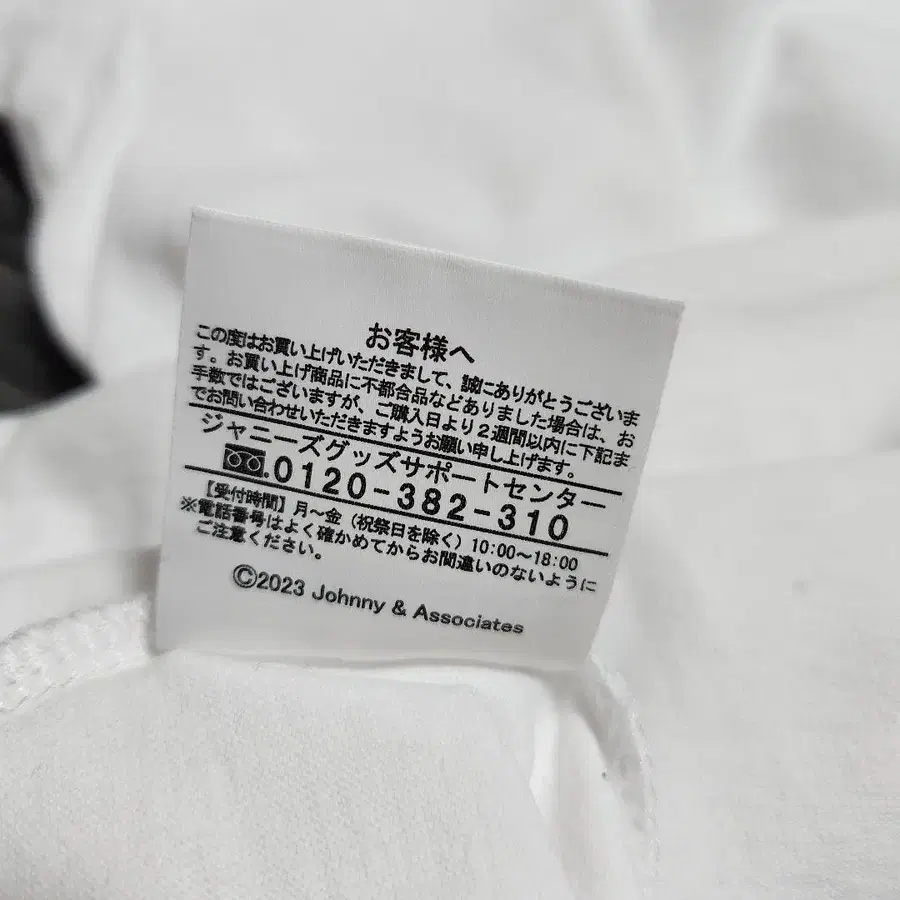 お客様へ
この度はお買い上げいただきまして、誠にありがとうございま
す。お買い上げ商品に不都合品などありました場合は、お
手数ではございますが、ご購入日より2週間以内に下記ま
でお問い合わせいただきますようお願い申し上げます。
ジャニーズグッズサポートセンター
0120-382-310
【受付時間】月〜金（祝祭日を除く）10:00〜18:00
※電話番号はよく確かめてからお間違いのないように
ご注意ください。
©2023 Johnny & Associates